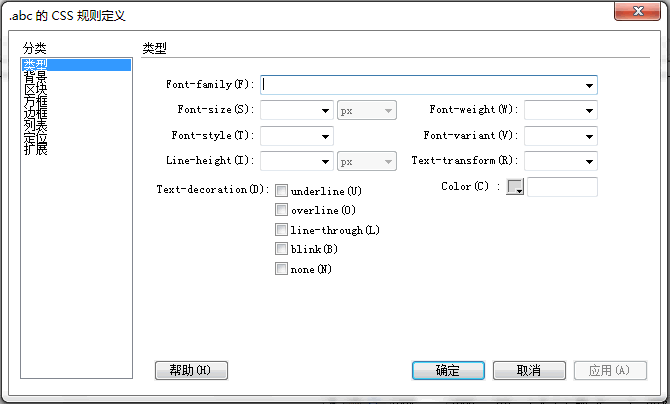 .abc 的 CSS 规则定义
分类
类型
背景
区块
方框
边框
列表
定位
扩展
类型
Font-family(F):
Font-size(S): px Font-weight(W):
Font-style(T): Font-variant(V):
Line-height(I): px Text-transform(R):
Text-decoration(D): underline(U) Color(C) :
overline(O)
line-through(L)
blink(B)
none(N)
帮助(H) 确定 取消 应用(A)